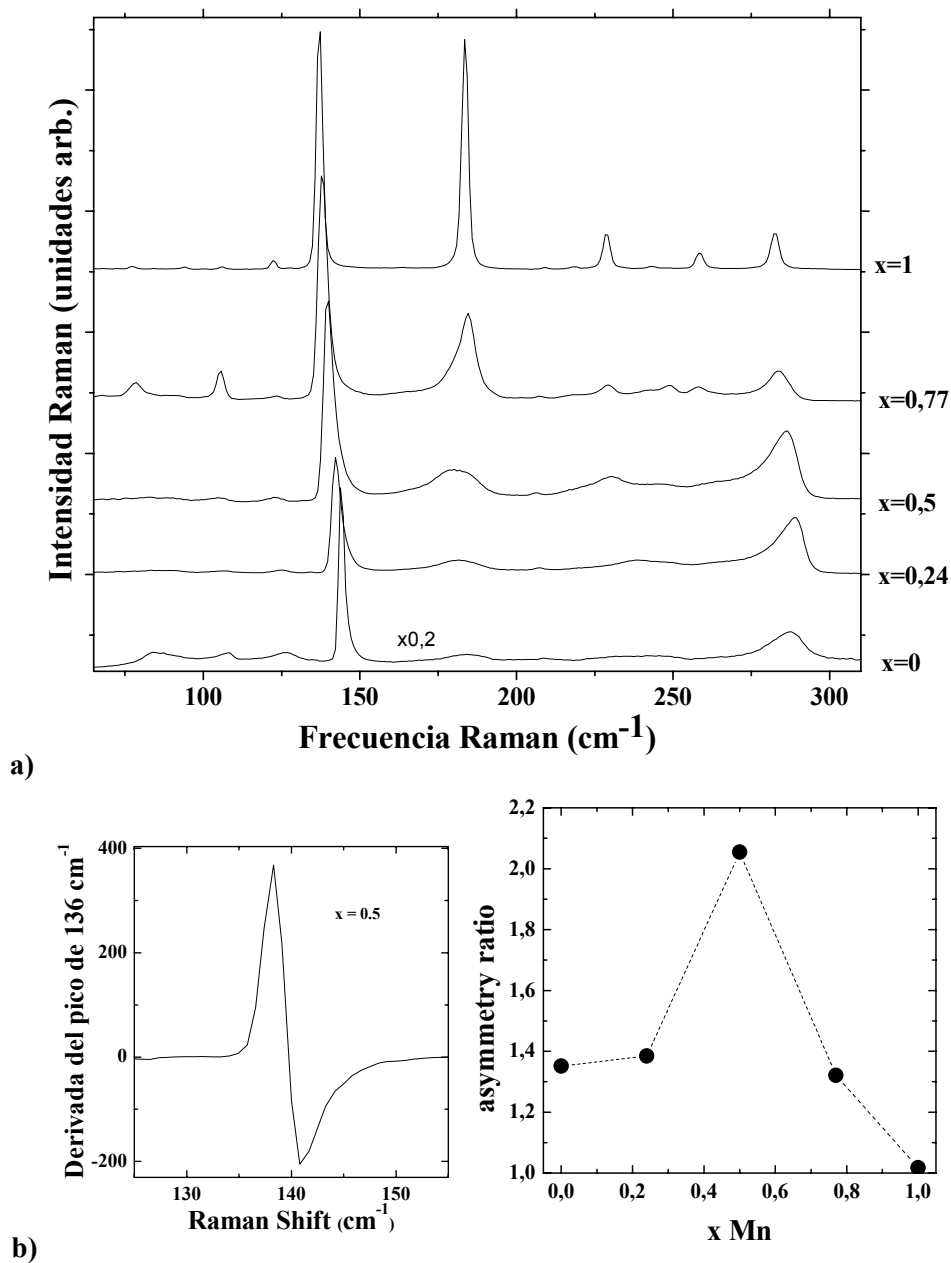 Intensidad Raman (unidades arb.)
x=1
x=0,77
x=0,5
x=0,24
x0,2
x=0
100 150 200 250 300
Frecuencia Raman (cm-1)
a)
Derivada del pico de 136 cm-1
400
200
0
-200
x = 0.5
130 140 150
Raman Shift (cm-1)
asymmetry ratio
2,2
2,0
1,8
1,6
1,4
1,2
1,0
0,0 0,2 0,4 0,6 0,8 1,0
x Mn
b)